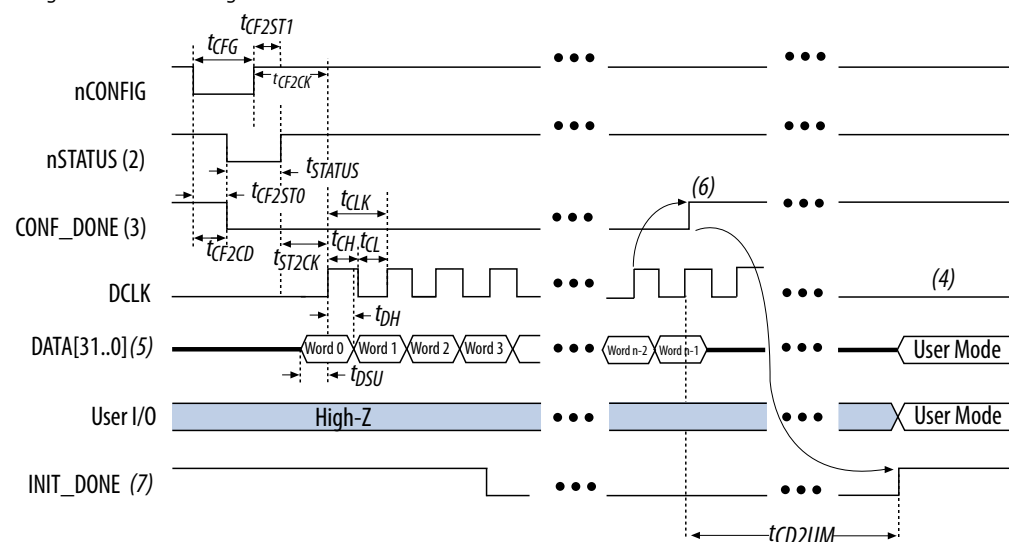 tCF2ST1
tCFG
nCONFIG
tCF2CK
nSTATUS (2)
tSTATUS
tCF2ST0
tCLK
(6)
CONF_DONE (3)
tCF2CD
tST2CK
tCH
tCL
DCLK
(4)
tDH
DATA[31..0](5)
Word 0
Word 1
Word 2
Word 3
Word n-2
Word n-1
User Mode
tDSU
User I/O
High-Z
User Mode
INIT_DONE (7)
tCD2UM